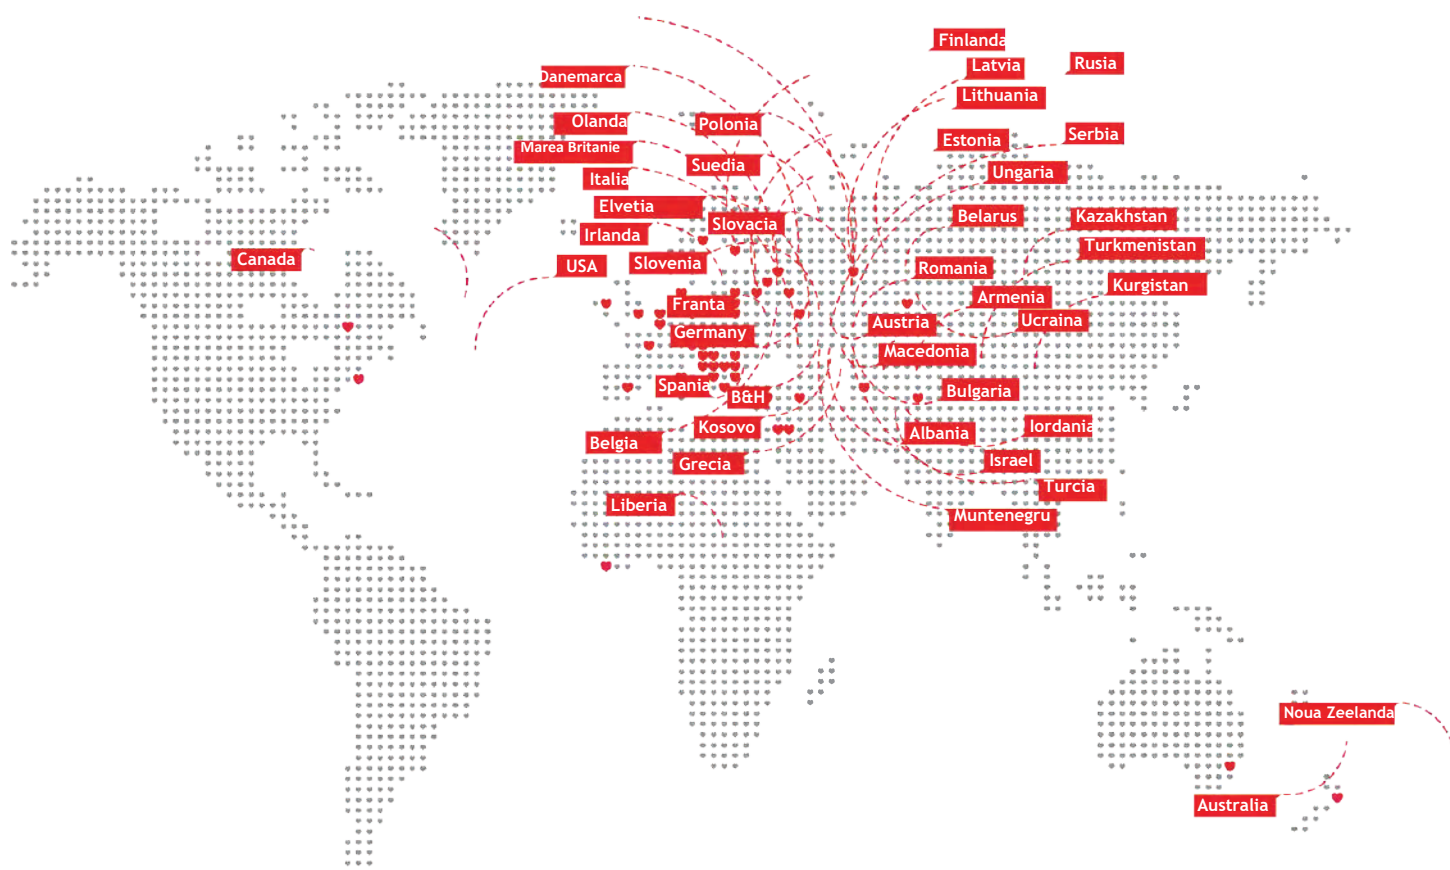 Finlanda
Latvia
Rusia
Danemarca
Lithuania
Olanda
Polonia
Serbia
Estonia
Marea Britanie
Suedia
Ungaria
Italia
Elvetia
Slovacia
Belarus
Kazakhstan
Irlanda
Turkmenistan
Canada
USA
Slovenia
Romania
Kurgistan
Franta
Armenia
Germany
Austria
Ucraina
Macedonia
Spania
B&H
Bulgaria
Kosovo
Albania
Iordania
Belgia
Grecia
Israel
Turcia
Liberia
Muntenegru
Noua Zeelanda
Australia